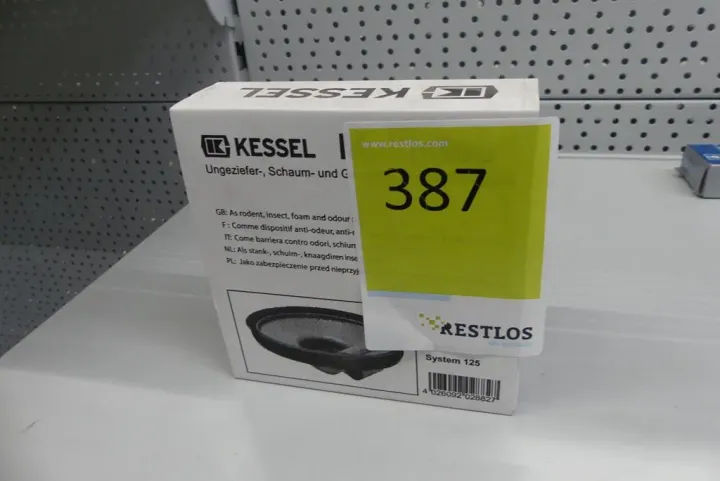 KESSEL
KESSEL
Ungeziefer-, Schaum- und G
GB: As rodent, insect, foam and odour
F : Comme dispositif anti-odeur, anti-r
IT: Come barriera contro odori, schium
NL: Als stank-, schuim-, knaagdieren inse
PL: Jako zabezpieczenie przed nieprzyj
www.restlos.com
387
RESTLOS
System 125
4 026092 028827